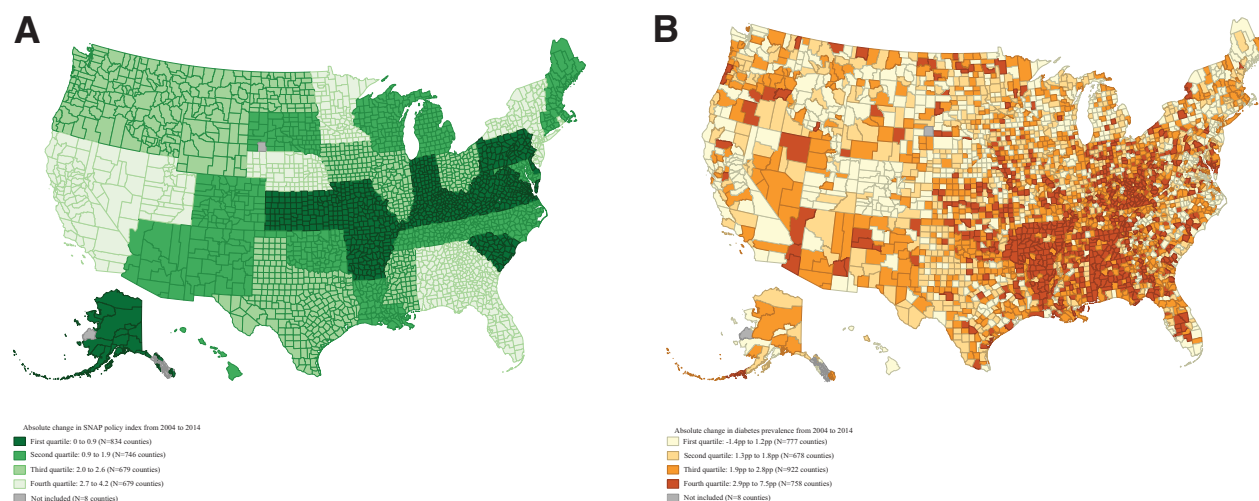 A
B
Absolute change in SNAP policy index from 2004 to 2014
First quartile: 0 to 0.9 (N=834 counties)
Second quartile: 0.9 to 1.9 (N=746 counties)
Third quartile: 2.0 to 2.6 (N=679 counties)
Fourth quartile: 2.7 to 4.2 (N=679 counties)
Not included (N=8 counties)
Absolute change in diabetes prevalence from 2004 to 2014
First quartile: -1.4pp to 1.2pp (N=777 counties)
Second quartile: 1.3pp to 1.8pp (N=678 counties)
Third quartile: 1.9pp to 2.8pp (N=922 counties)
Fourth quartile: 2.9pp to 7.5pp (N=758 counties)
Not included (N=8 counties)